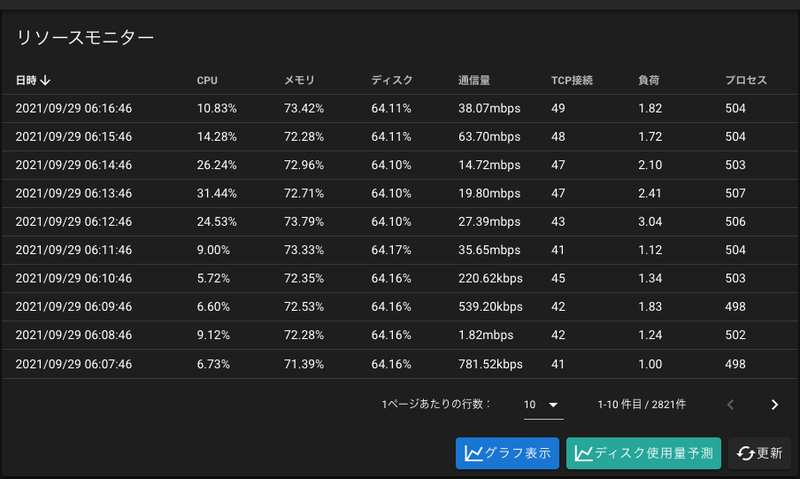 リソースモニター
日時 CPU メモリ ディスク 通信量 TCP接続 負荷 プロセス
2021/09/29 06:16:46 10.83% 73.42% 64.11% 38.07mbps 49 1.82 504
2021/09/29 06:15:46 14.28% 72.28% 64.11% 63.70mbps 48 1.72 504
2021/09/29 06:14:46 26.24% 72.96% 64.10% 14.72mbps 47 2.10 503
2021/09/29 06:13:46 31.44% 72.71% 64.10% 19.80mbps 47 2.41 507
2021/09/29 06:12:46 24.53% 73.79% 64.10% 27.39mbps 43 3.04 506
2021/09/29 06:11:46 9.00% 73.33% 64.17% 35.65mbps 41 1.12 504
2021/09/29 06:10:46 5.72% 72.35% 64.16% 220.62kbps 45 1.34 503
2021/09/29 06:09:46 6.60% 72.53% 64.16% 539.20kbps 42 1.83 498
2021/09/29 06:08:46 9.12% 72.28% 64.16% 1.82mbps 42 1.24 502
2021/09/29 06:07:46 6.73% 71.39% 64.16% 781.52kbps 41 1.00 498
1ページあたりの行数： 10 1-10 件目 / 2821件
グラフ表示 ディスク使用量予測 更新